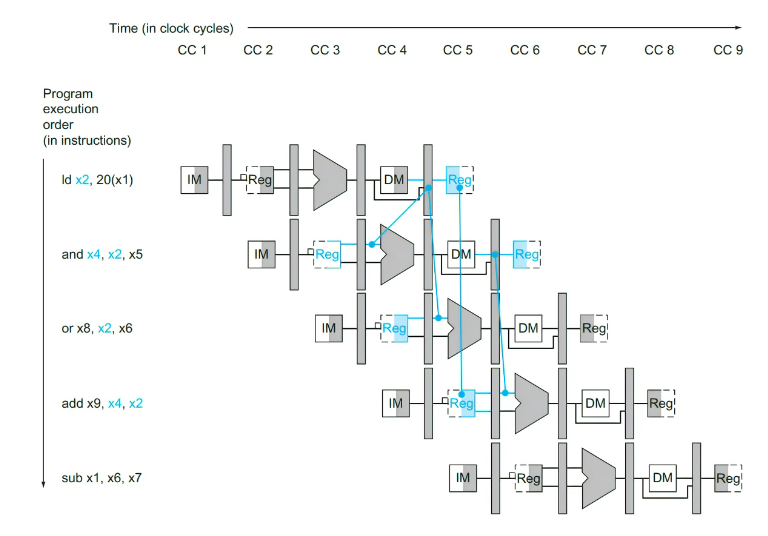 Time (in clock cycles)
CC 1 CC 2 CC 3 CC 4 CC 5 CC 6 CC 7 CC 8 CC 9
Program
execution
order
(in instructions)
ld x2, 20(x1) IM Reg DM Reg
and x4, x2, x5 IM Reg DM Reg
or x8, x2, x6 IM Reg DM Reg
add x9, x4, x2 IM Reg DM Reg
sub x1, x6, x7 IM Reg DM Reg